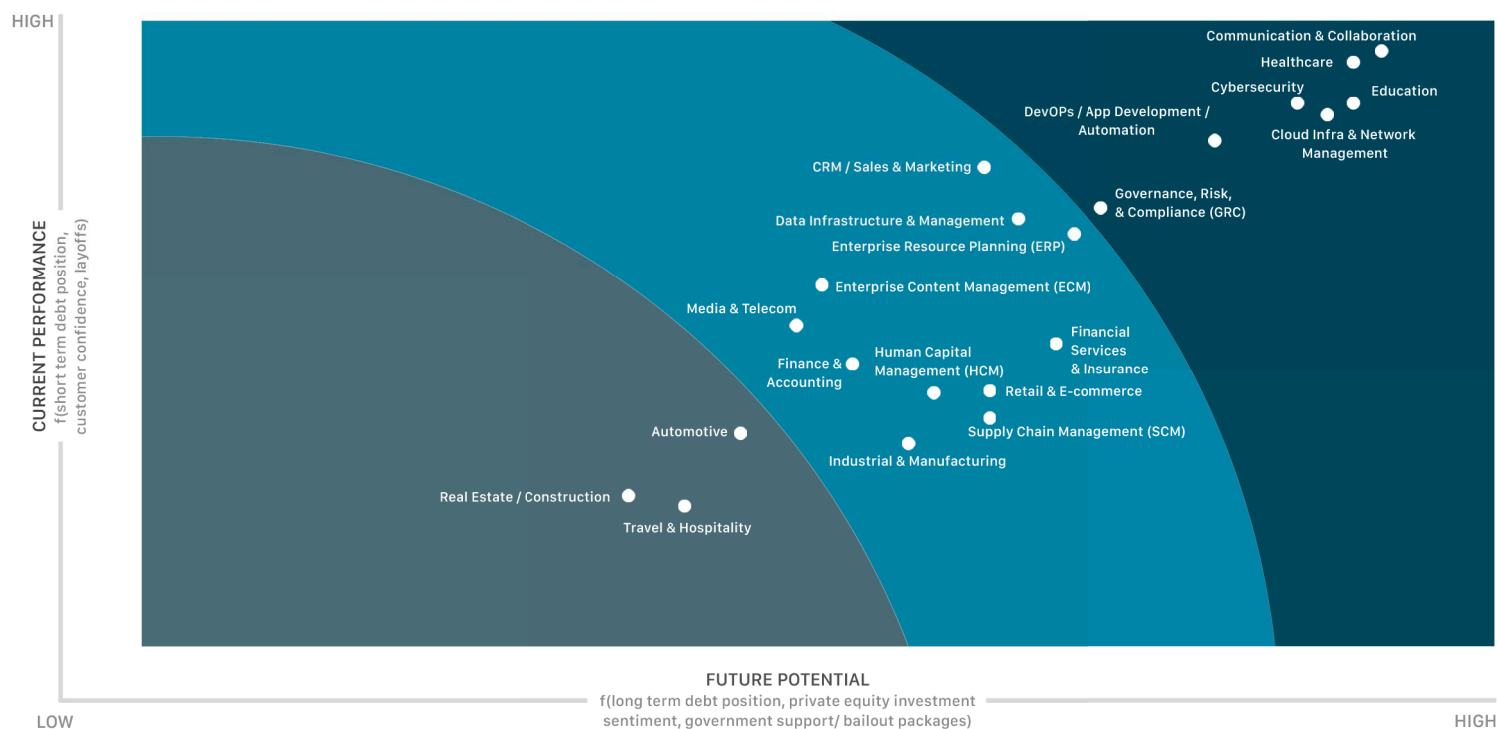 HIGH
Communication & Collaboration
Healthcare
Cybersecurity
Education
DevOPs / App Development /
Automation
Cloud Infra & Network
Management
CRM / Sales & Marketing
Governance, Risk,
& Compliance (GRC)
Data Infrastructure & Management
Enterprise Resource Planning (ERP)
Enterprise Content Management (ECM)
Media & Telecom
Financial
Services
& Insurance
Finance &
Accounting
Human Capital
Management (HCM)
Retail & E-commerce
Supply Chain Management (SCM)
Automotive
Industrial & Manufacturing
Real Estate / Construction
Travel & Hospitality
CURRENT PERFORMANCE
f(short term debt position,
customer confidence, layoffs)
FUTURE POTENTIAL
f(long term debt position, private equity investment
sentiment, government support/ bailout packages)
LOW
HIGH